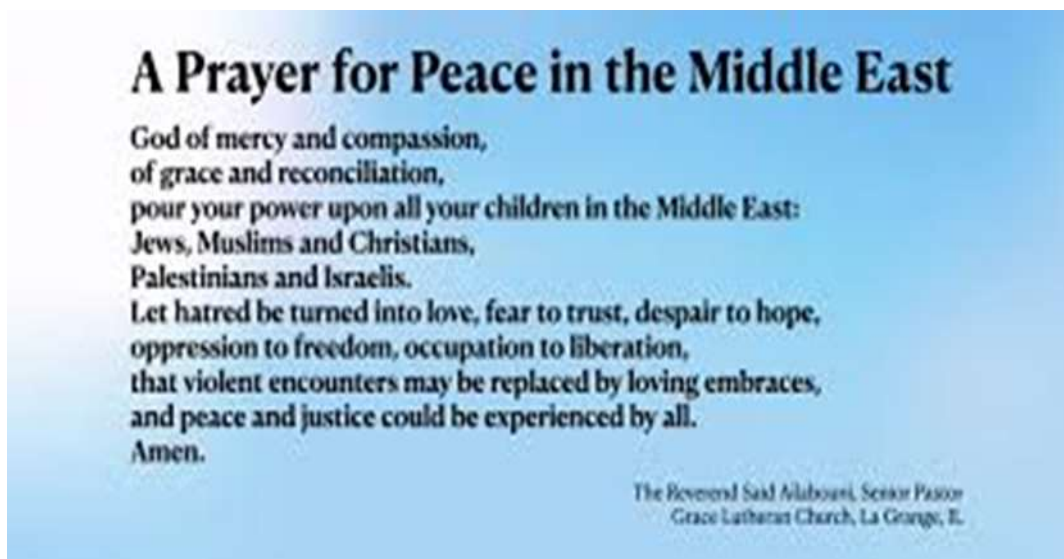 A Prayer for Peace in the Middle East
God of mercy and compassion,
of grace and reconciliation,
pour your power upon all your children in the Middle East:
Jews, Muslims and Christians,
Palestinians and Israelis.
Let hatred be turned into love, fear to trust, despair to hope,
oppression to freedom, occupation to liberation,
that violent encounters may be replaced by loving embraces,
and peace and justice could be experienced by all.
Amen.
The Reverend Said Ailabouni, Senior Pastor
Grace Lutheran Church, La Grange, IL